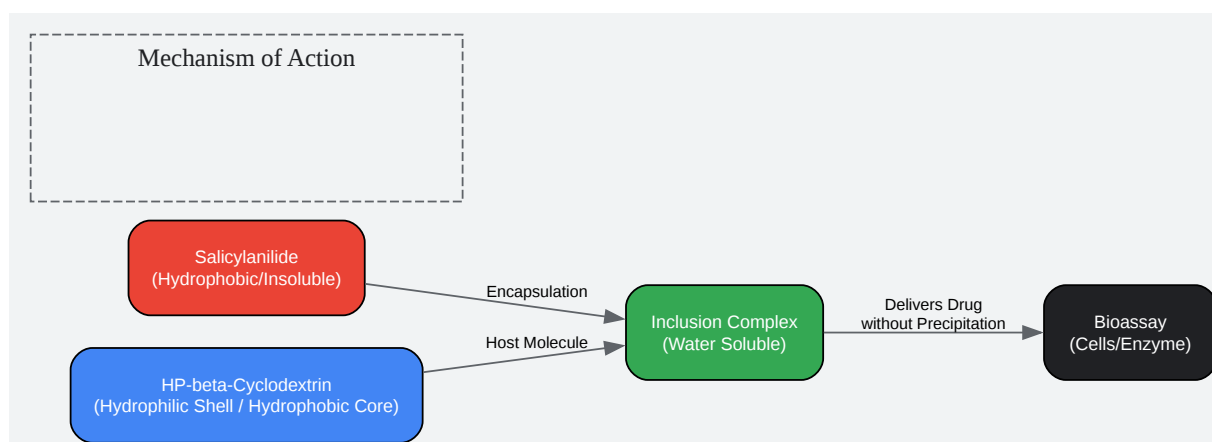 Mechanism of Action
Salicylanilide
(Hydrophobic/Insoluble)
Encapsulation
Host Molecule
HP-beta-Cyclodextrin
(Hydrophilic Shell / Hydrophobic Core)
Inclusion Complex
(Water Soluble)
Delivers Drug
without Precipitation
Bioassay
(Cells/Enzyme)